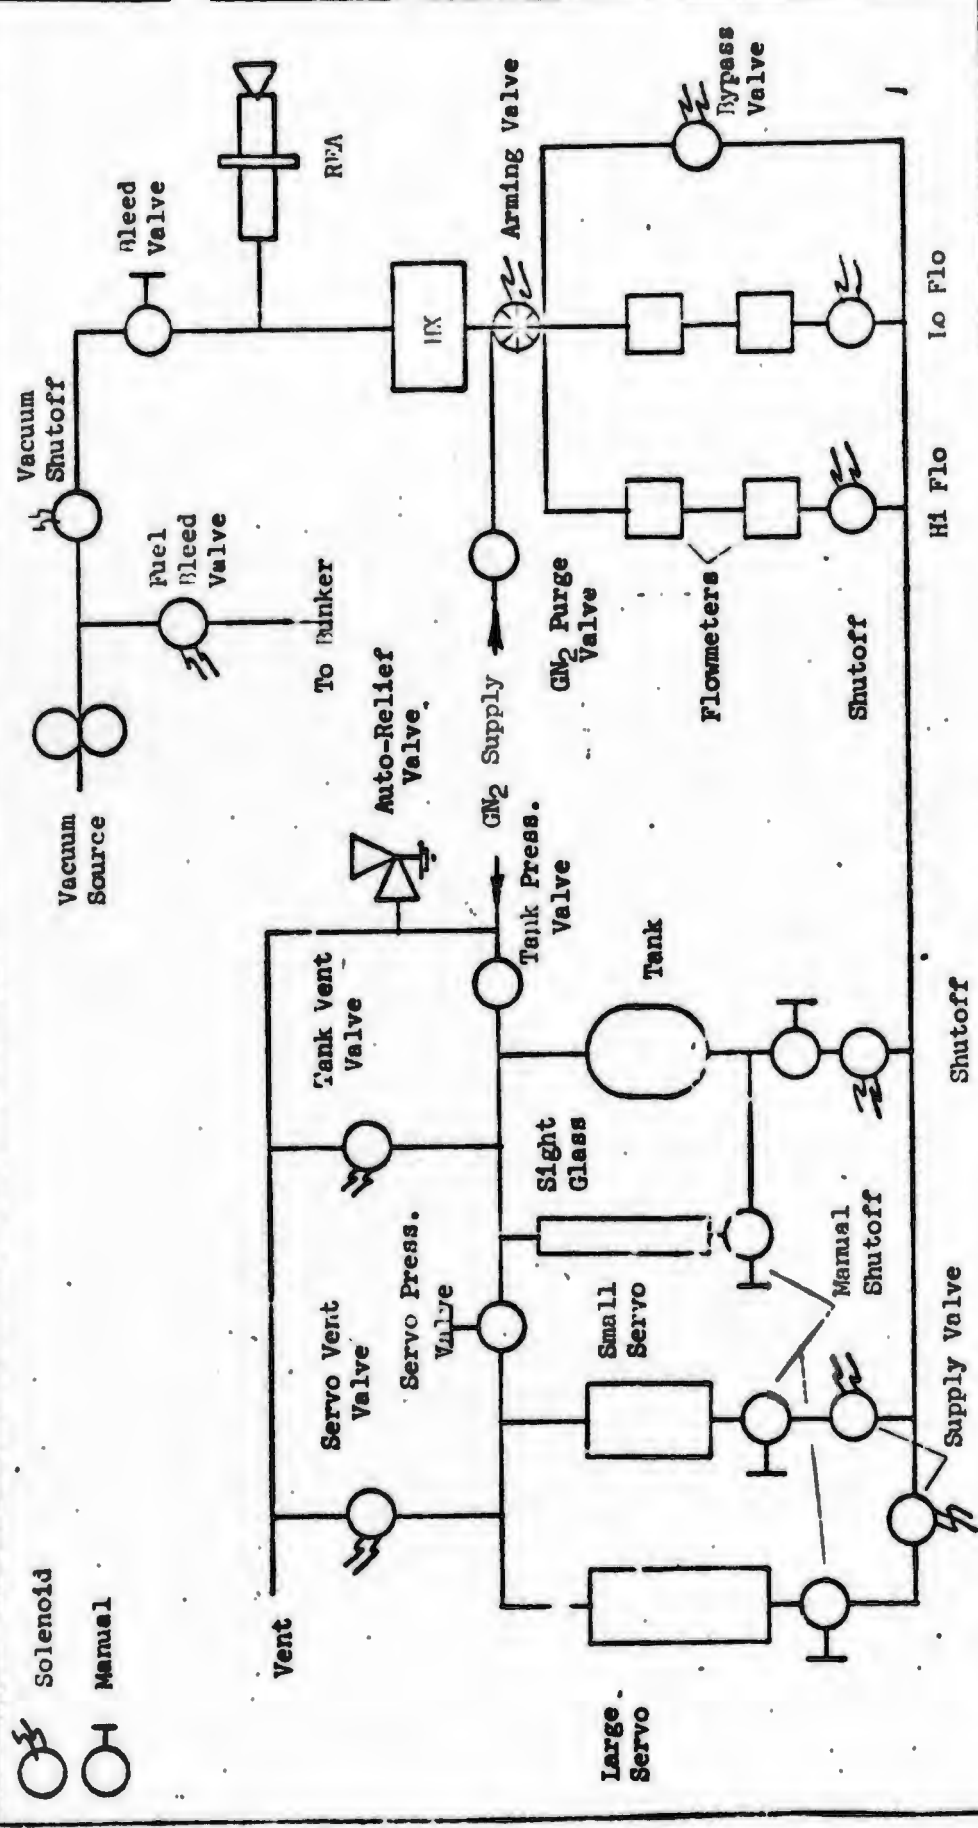 Solenoid
Manual
Vent
Servo Vent
Valve
Tank Vent
Valve
Auto-Relief
Valve
Vacuum
Source
Fuel
Bleed
Valve
To Bunker
Vacuum
Shutoff
Bleed
Valve
REA
HX
Arming Valve
Bypass
Valve
Servo Press.
Valve
Tank Press.
Valve
GN2 Supply
GN2 Purge
Valve
Large
Servo
Small
Servo
Sight
Glass
Tank
Flowmeters
Manual
Shutoff
Supply Valve
Shutoff
Shutoff
Hi Flo
Lo Flo